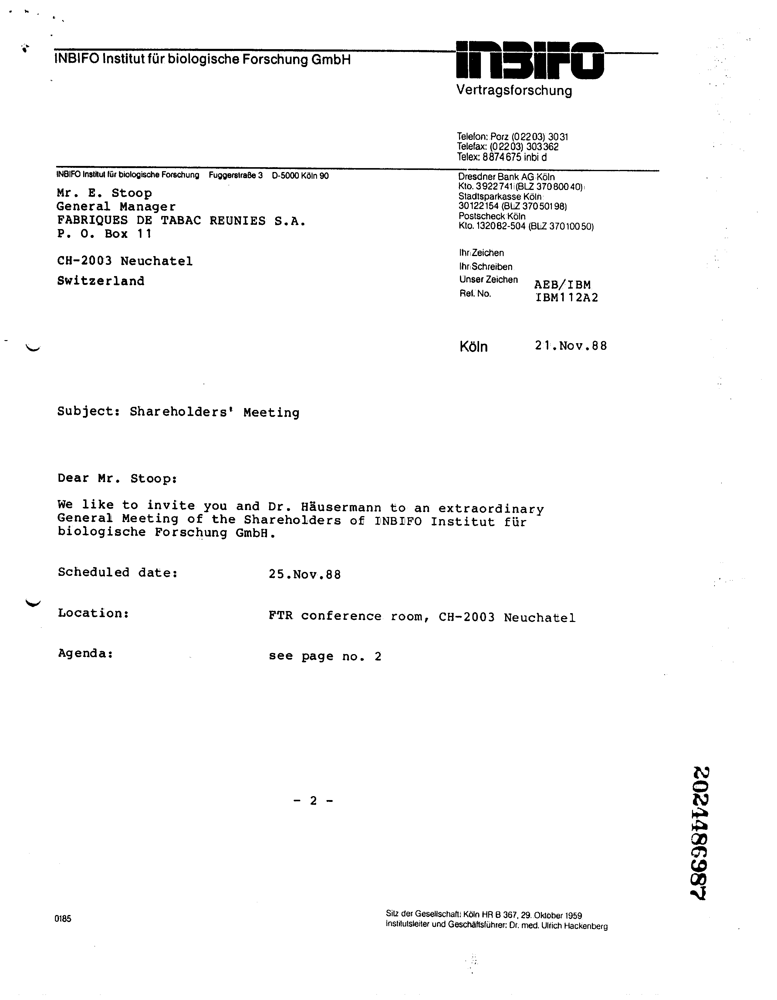 INBIFO Institut für biologische Forschung GmbH
INBIFO
Vertragsforschung
Telefon: Porz (02203) 3031
Telefax: (02203) 303362
Telex: 8874675 inbi d
INBIFO Institut für biologische Forschung Fuggerstraße 3 D-5000 Köln 90
Mr. E. Stoop
General Manager
FABRIQUES DE TABAC REUNIES S.A.
P. O. Box 11
CH-2003 Neuchatel
Switzerland
Dresdner Bank AG Köln
Kto. 3922741 (BLZ 37080040)
Stadtsparkasse Köln
30122154 (BLZ 37050198)
Postscheck Köln
Kto. 132082-504 (BLZ 37010050)
Ihr Zeichen
Ihr Schreiben
Unser Zeichen AEB/IBM
Ref. No. IBM112A2
Köln 21.Nov.88
Subject: Shareholders' Meeting
Dear Mr. Stoop:
We like to invite you and Dr. Häusermann to an extraordinary
General Meeting of the Shareholders of INBIFO Institut für
biologische Forschung GmbH.
Scheduled date: 25.Nov.88
Location: FTR conference room, CH-2003 Neuchatel
Agenda: see page no. 2
- 2 -
2024486987
0185
Sitz der Gesellschaft: Köln HR B 367, 29. Oktober 1959
Institutsleiter und Geschäftsführer: Dr. med. Ulrich Hackenberg